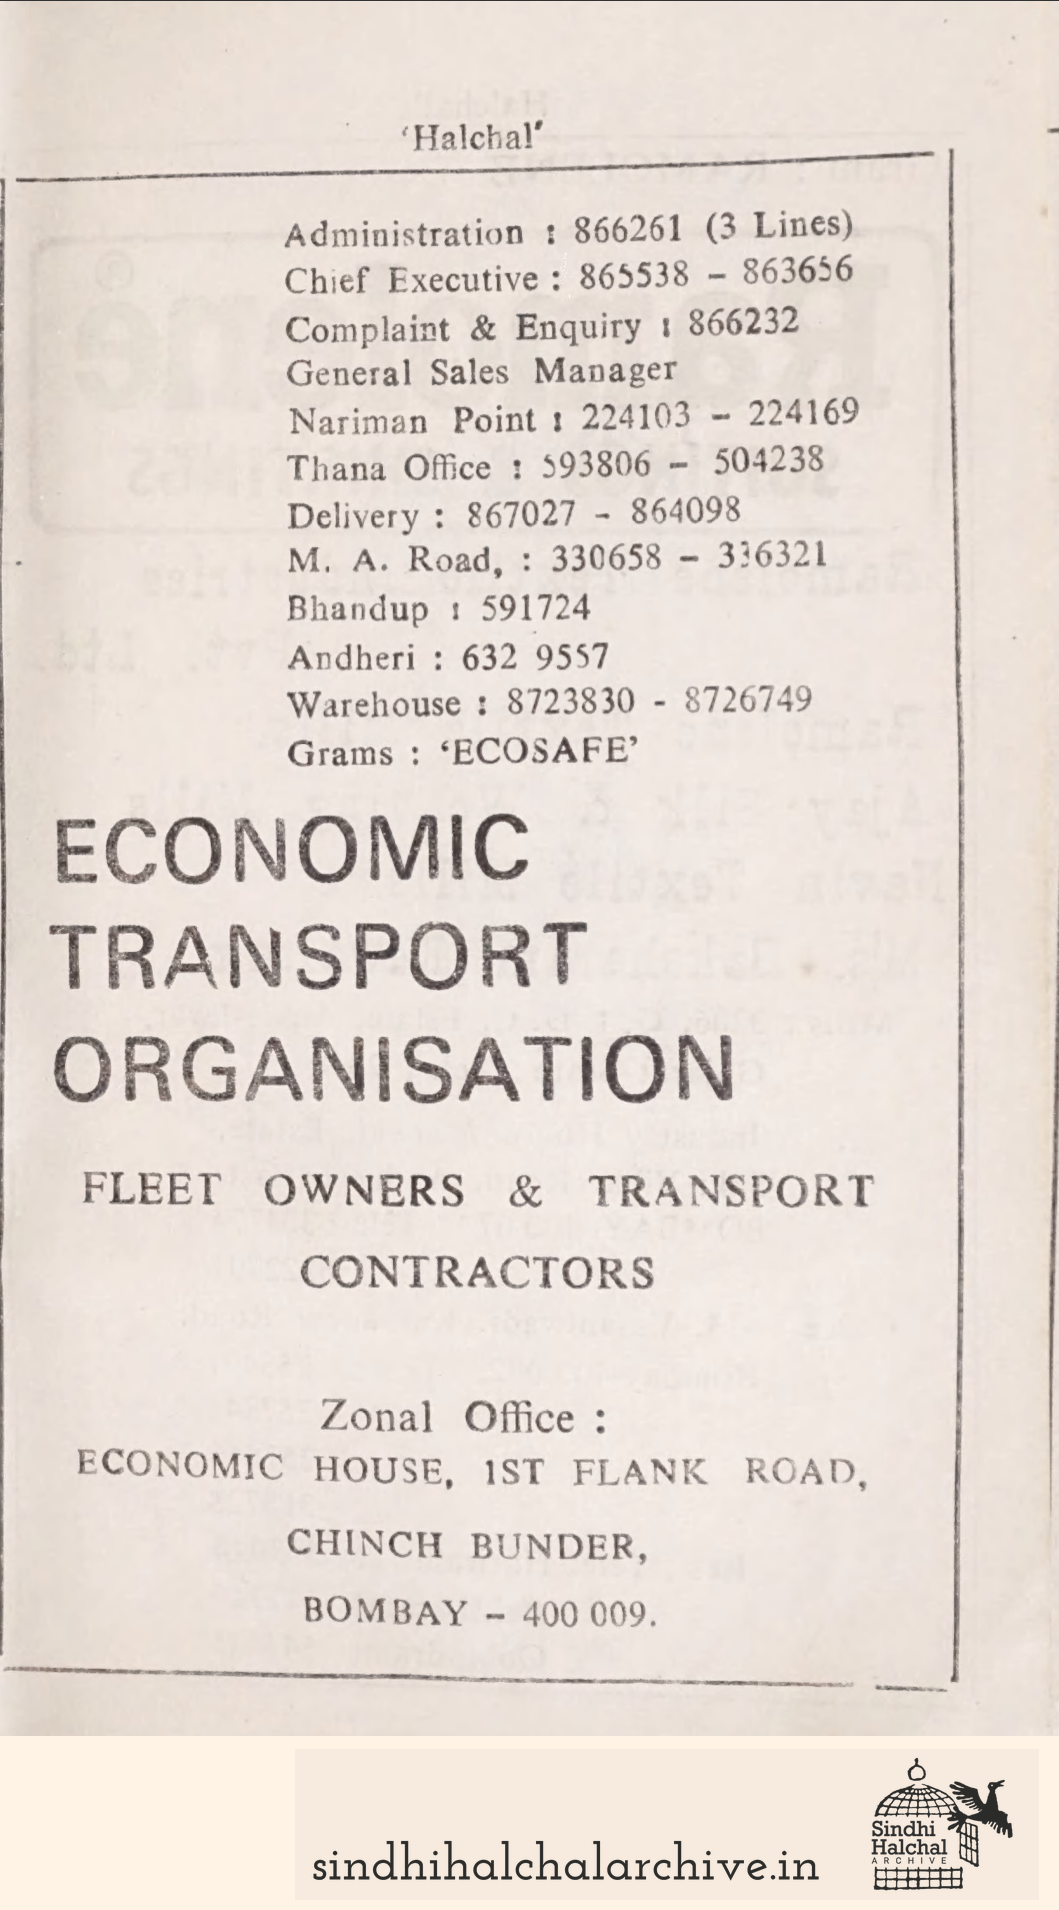 'Halchal'
Administration : 866261 (3 Lines)
Chief Executive : 865538 - 863656
Complaint & Enquiry : 866232
General Sales Manager
Nariman Point : 224103 - 224169
Thana Office : 593806 - 504238
Delivery : 867027 - 864098
M. A. Road, : 330658 - 336321
Bhandup : 591724
Andheri : 632 9557
Warehouse : 8723830 - 8726749
Grams : 'ECOSAFE'
ECONOMIC
TRANSPORT
ORGANISATION
FLEET OWNERS & TRANSPORT
CONTRACTORS
Zonal Office :
ECONOMIC HOUSE, 1ST FLANK ROAD,
CHINCH BUNDER,
BOMBAY - 400 009.
sindhihalchalarchive.in
Sindhi
Halchal
ARCHIVE